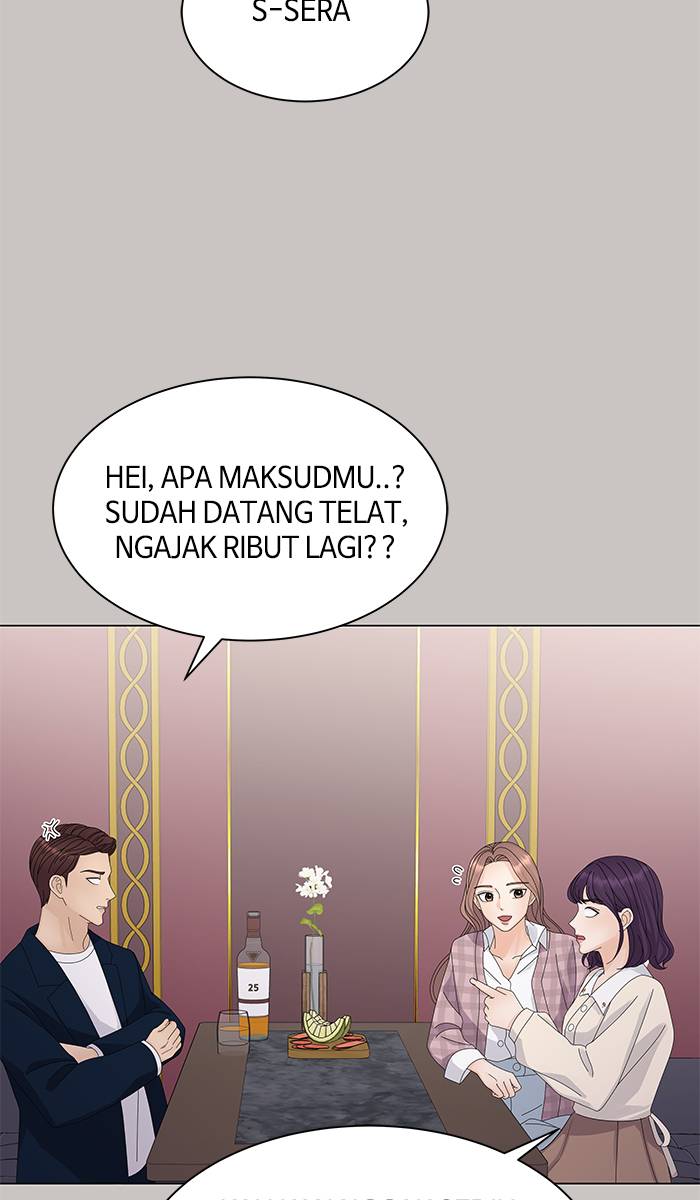 S-SERA
HEI, APA MAKSUDMU..?
SUDAH DATANG TELAT,
NGAJAK RIBUT LAGI??
25